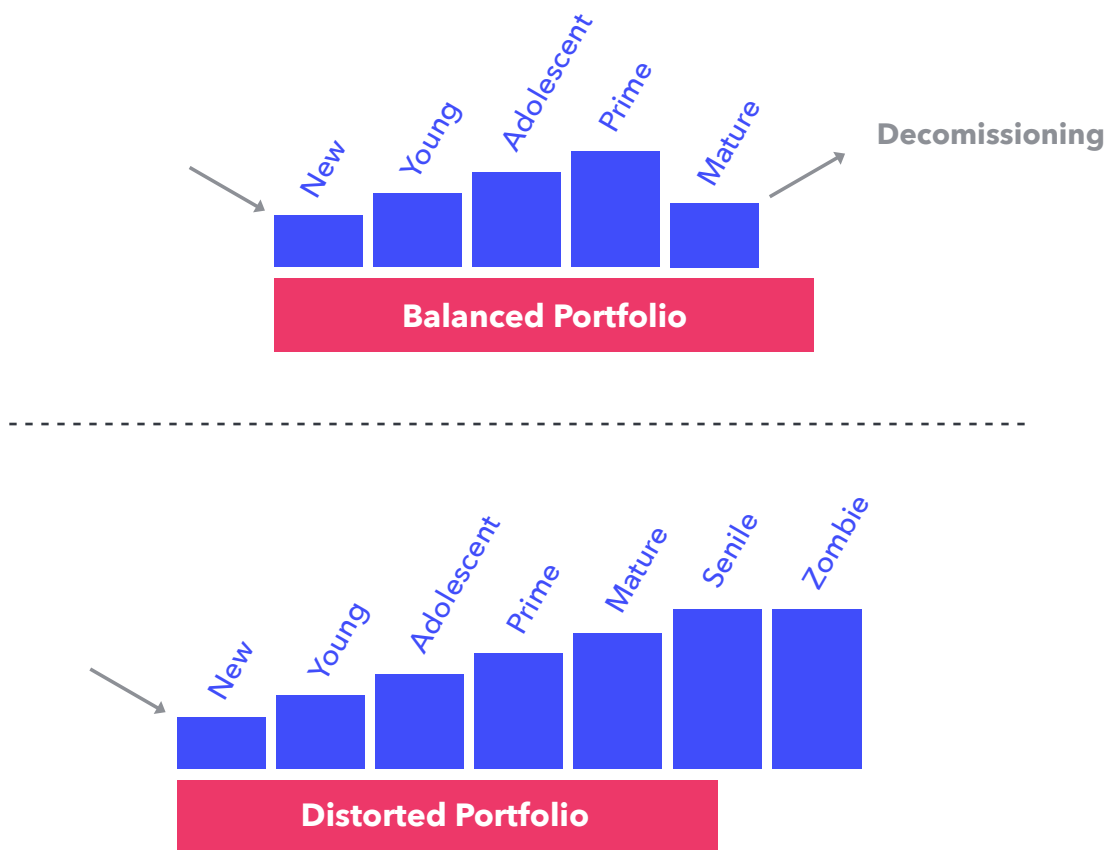 New
Young
Adolescent
Prime
Mature
Decomissioning
Balanced Portfolio
New
Young
Adolescent
Prime
Mature
Senile
Zombie
Distorted Portfolio